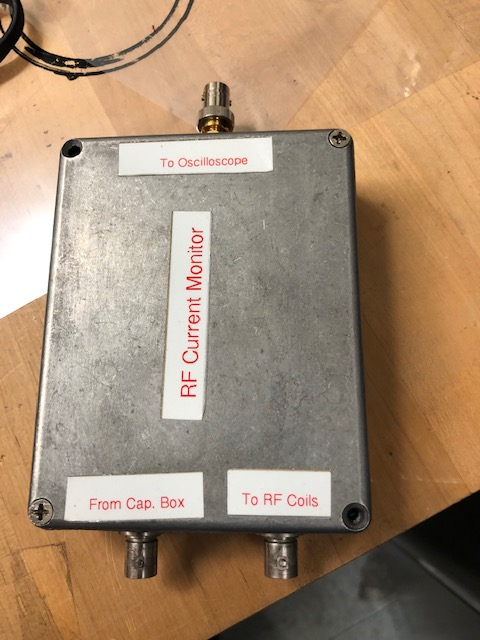 To Oscilloscope
RF Current Monitor
From Cap. Box
To RF Coils